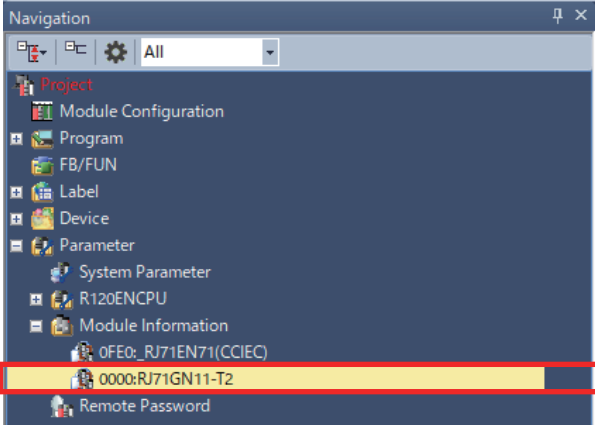 Navigation
All
Project
Module Configuration
Program
FB/FUN
Label
Device
Parameter
System Parameter
R120ENCPU
Module Information
0FE0:_RJ71EN71(CCIEC)
0000:RJ71GN11-T2
Remote Password